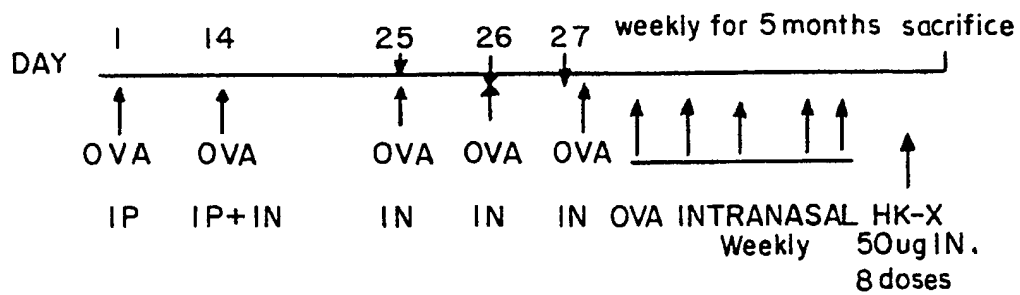 weekly for 5 months sacrifice
1 14 25 26 27
DAY
OVA OVA OVA OVA OVA
IP IP+IN IN IN IN OVA INTRANASAL HK-X
Weekly 50ug IN.
8 doses